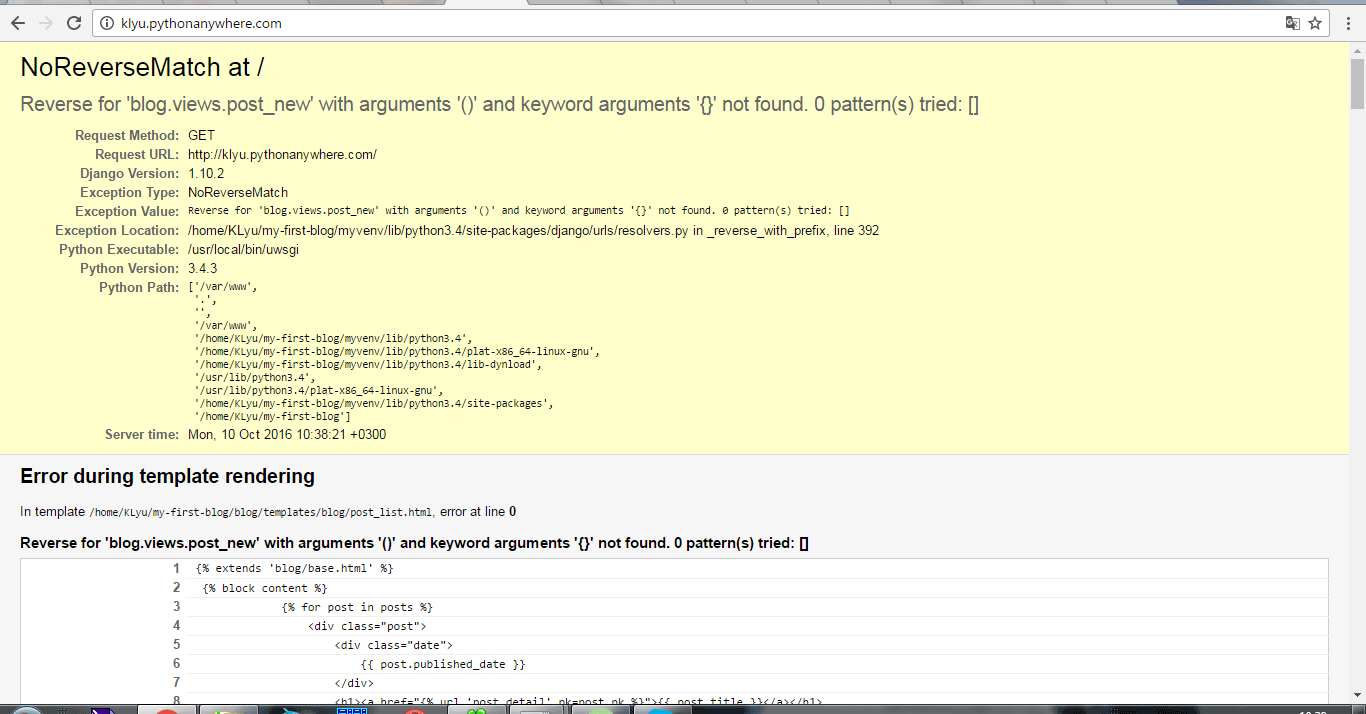 klyu.pythonanywhere.com
NoReverseMatch at /
Reverse for 'blog.views.post_new' with arguments '()' and keyword arguments '{}' not found. 0 pattern(s) tried: []
Request Method: GET
Request URL: http://klyu.pythonanywhere.com/
Django Version: 1.10.2
Exception Type: NoReverseMatch
Exception Value: Reverse for 'blog.views.post_new' with arguments '()' and keyword arguments '{}' not found. 0 pattern(s) tried: []
Exception Location: /home/KLyu/my-first-blog/myvenv/lib/python3.4/site-packages/django/urls/resolvers.py in _reverse_with_prefix, line 392
Python Executable: /usr/local/bin/uwsgi
Python Version: 3.4.3
Python Path: ['/var/www',
'.',
'',
'/var/www',
'/home/KLyu/my-first-blog/myvenv/lib/python3.4',
'/home/KLyu/my-first-blog/myvenv/lib/python3.4/plat-x86_64-linux-gnu',
'/home/KLyu/my-first-blog/myvenv/lib/python3.4/lib-dynload',
'/usr/lib/python3.4',
'/usr/lib/python3.4/plat-x86_64-linux-gnu',
'/home/KLyu/my-first-blog/myvenv/lib/python3.4/site-packages',
'/home/KLyu/my-first-blog']
Server time: Mon, 10 Oct 2016 10:38:21 +0300
Error during template rendering
In template /home/KLyu/my-first-blog/blog/templates/blog/post_list.html, error at line 0
Reverse for 'blog.views.post_new' with arguments '()' and keyword arguments '{}' not found. 0 pattern(s) tried: []
1 {% extends 'blog/base.html' %}
2 {% block content %}
3 {% for post in posts %}
4 <div class="post">
5 <div class="date">
6 {{ post.published_date }}
7 </div>
8 <h1><a href="{% url 'post_detail' pk=post.pk %}">{{ post.title }}</a></h1>